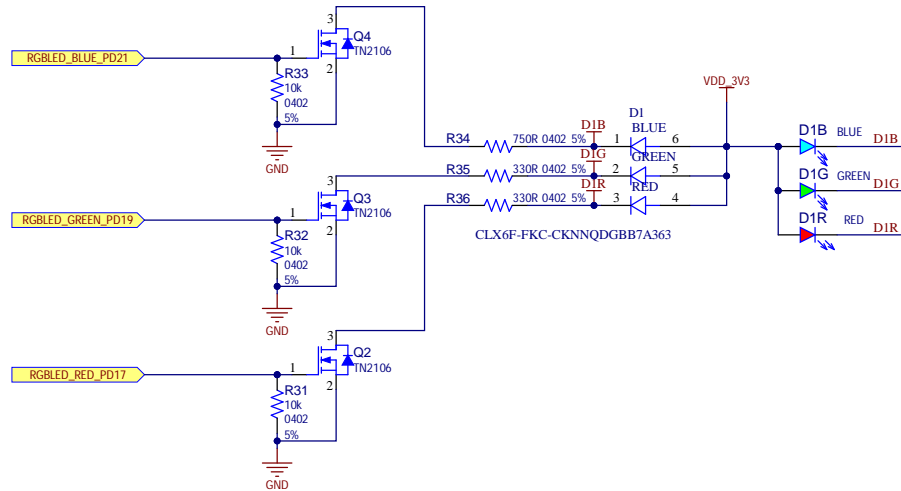 3
Q4
TN2106
1
2
RGBLED_BLUE_PD21
R33
10k
0402
5%
GND
VDD_3V3
R34
750R 0402 5%
D1B
1
D1
BLUE
6
D1B
BLUE
D1B
R35
330R 0402 5%
D1G
2
GREEN
5
D1G
GREEN
D1G
R36
330R 0402 5%
D1R
3
RED
4
D1R
RED
D1R
CLX6F-FKC-CKNNQDGBB7A363
3
Q3
TN2106
1
2
RGBLED_GREEN_PD19
R32
10k
0402
5%
GND
3
Q2
TN2106
1
2
RGBLED_RED_PD17
R31
10k
0402
5%
GND